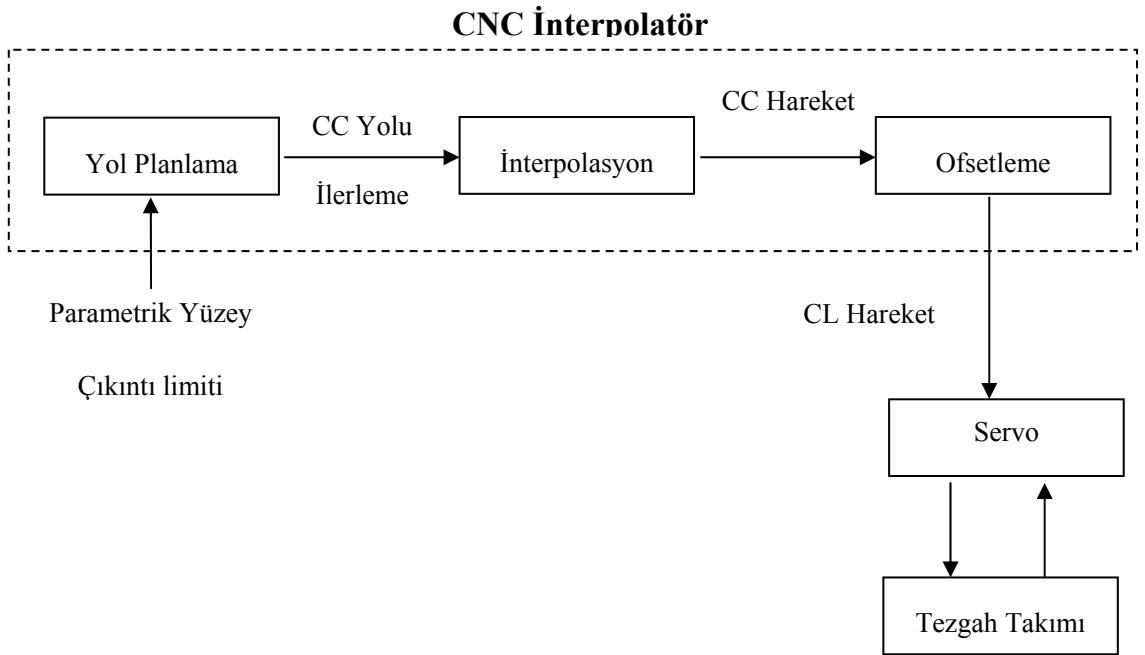 CNC İnterpolatör
CC Hareket
CC Yolu
Yol Planlama
İnterpolasyon
Ofsetleme
İlerleme
Parametrik Yüzey
CL Hareket
Çıkıntı limiti
Servo
Tezgah Takımı